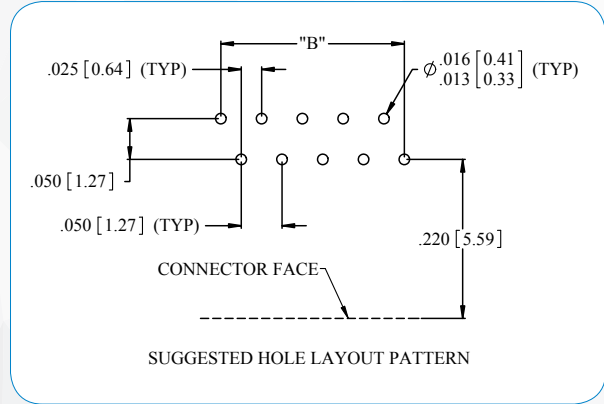 "B"
.025 [0.64] (TYP)
∅ .016 [0.41] (TYP)
.013 [0.33]
.050 [1.27]
.050 [1.27] (TYP)
.220 [5.59]
CONNECTOR FACE
SUGGESTED HOLE LAYOUT PATTERN